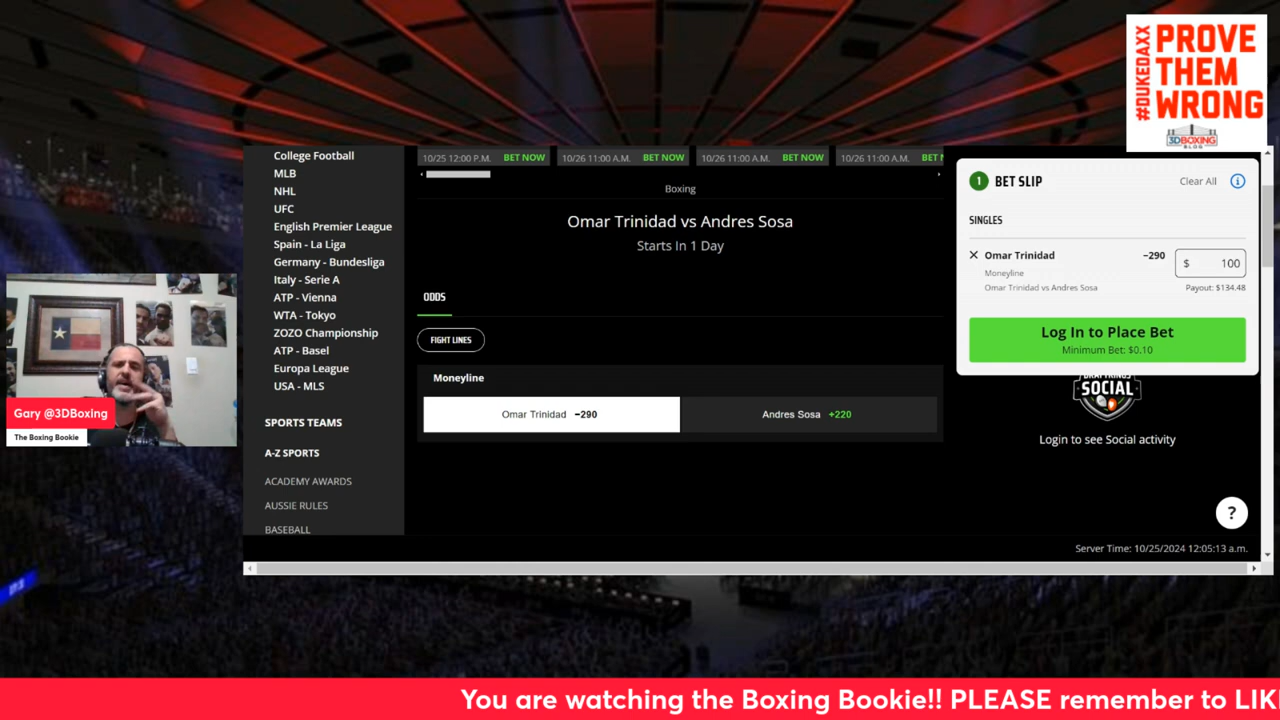 #DUKEDAXX
PROVE
THEM
WRONG
3DBOXING
BLOG
College Football
MLB
NHL
UFC
English Premier League
Spain - La Liga
Germany - Bundesliga
Italy - Serie A
ATP - Vienna
WTA - Tokyo
ZOZO Championship
ATP - Basel
Europa League
USA - MLS
SPORTS TEAMS
A-Z SPORTS
ACADEMY AWARDS
AUSSIE RULES
BASEBALL
10/25 12:00 P.M. BET NOW
10/26 11:00 A.M. BET NOW
10/26 11:00 A.M. BET NOW
10/26 11:00 A.M. BET N
Boxing
Omar Trinidad vs Andres Sosa
Starts In 1 Day
ODDS
FIGHT LINES
Moneyline
Omar Trinidad −290
Andres Sosa +220
1 BET SLIP Clear All i
SINGLES
× Omar Trinidad −290 $ 100
Moneyline
Omar Trinidad vs Andres Sosa Payout: $134.48
Log In to Place Bet
Minimum Bet: $0.10
DRAFTKINGS
SOCIAL
Login to see Social activity
?
Server Time: 10/25/2024 12:05:13 a.m.
Gary @3DBoxing
The Boxing Bookie
You are watching the Boxing Bookie!! PLEASE remember to LIK